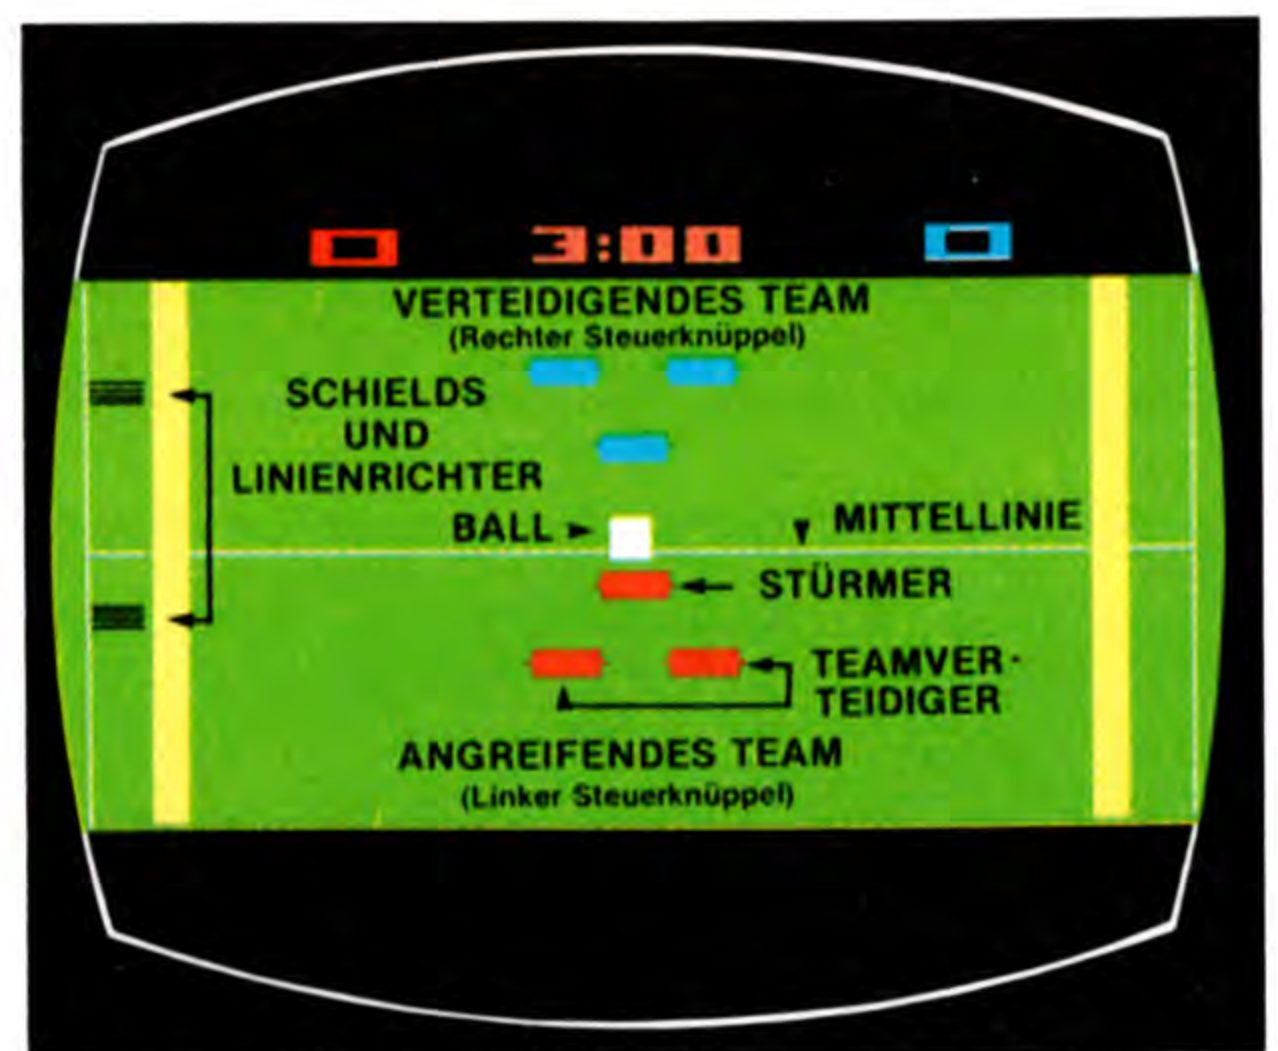 0 3:00 0
VERTEIDIGENDES TEAM
(Rechter Steuerknüppel)
SCHIELDS
UND
LINIENRICHTER
BALL
MITTELLINIE
STÜRMER
TEAMVER-
TEIDIGER
ANGREIFENDES TEAM
(Linker Steuerknüppel)